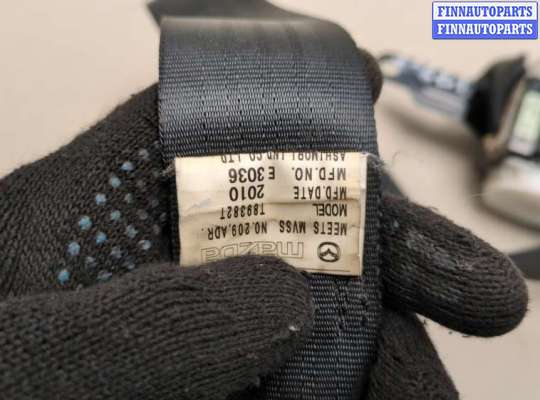 FINNAUTOPARTS
FINNAUTOPARTS
mazda
MEETS MVSS NO.209.ADR.
MODEL T89382T
MFD.DATE 2010
MFD.NO. E3036
ASHIMORI IND.CO.LTD.